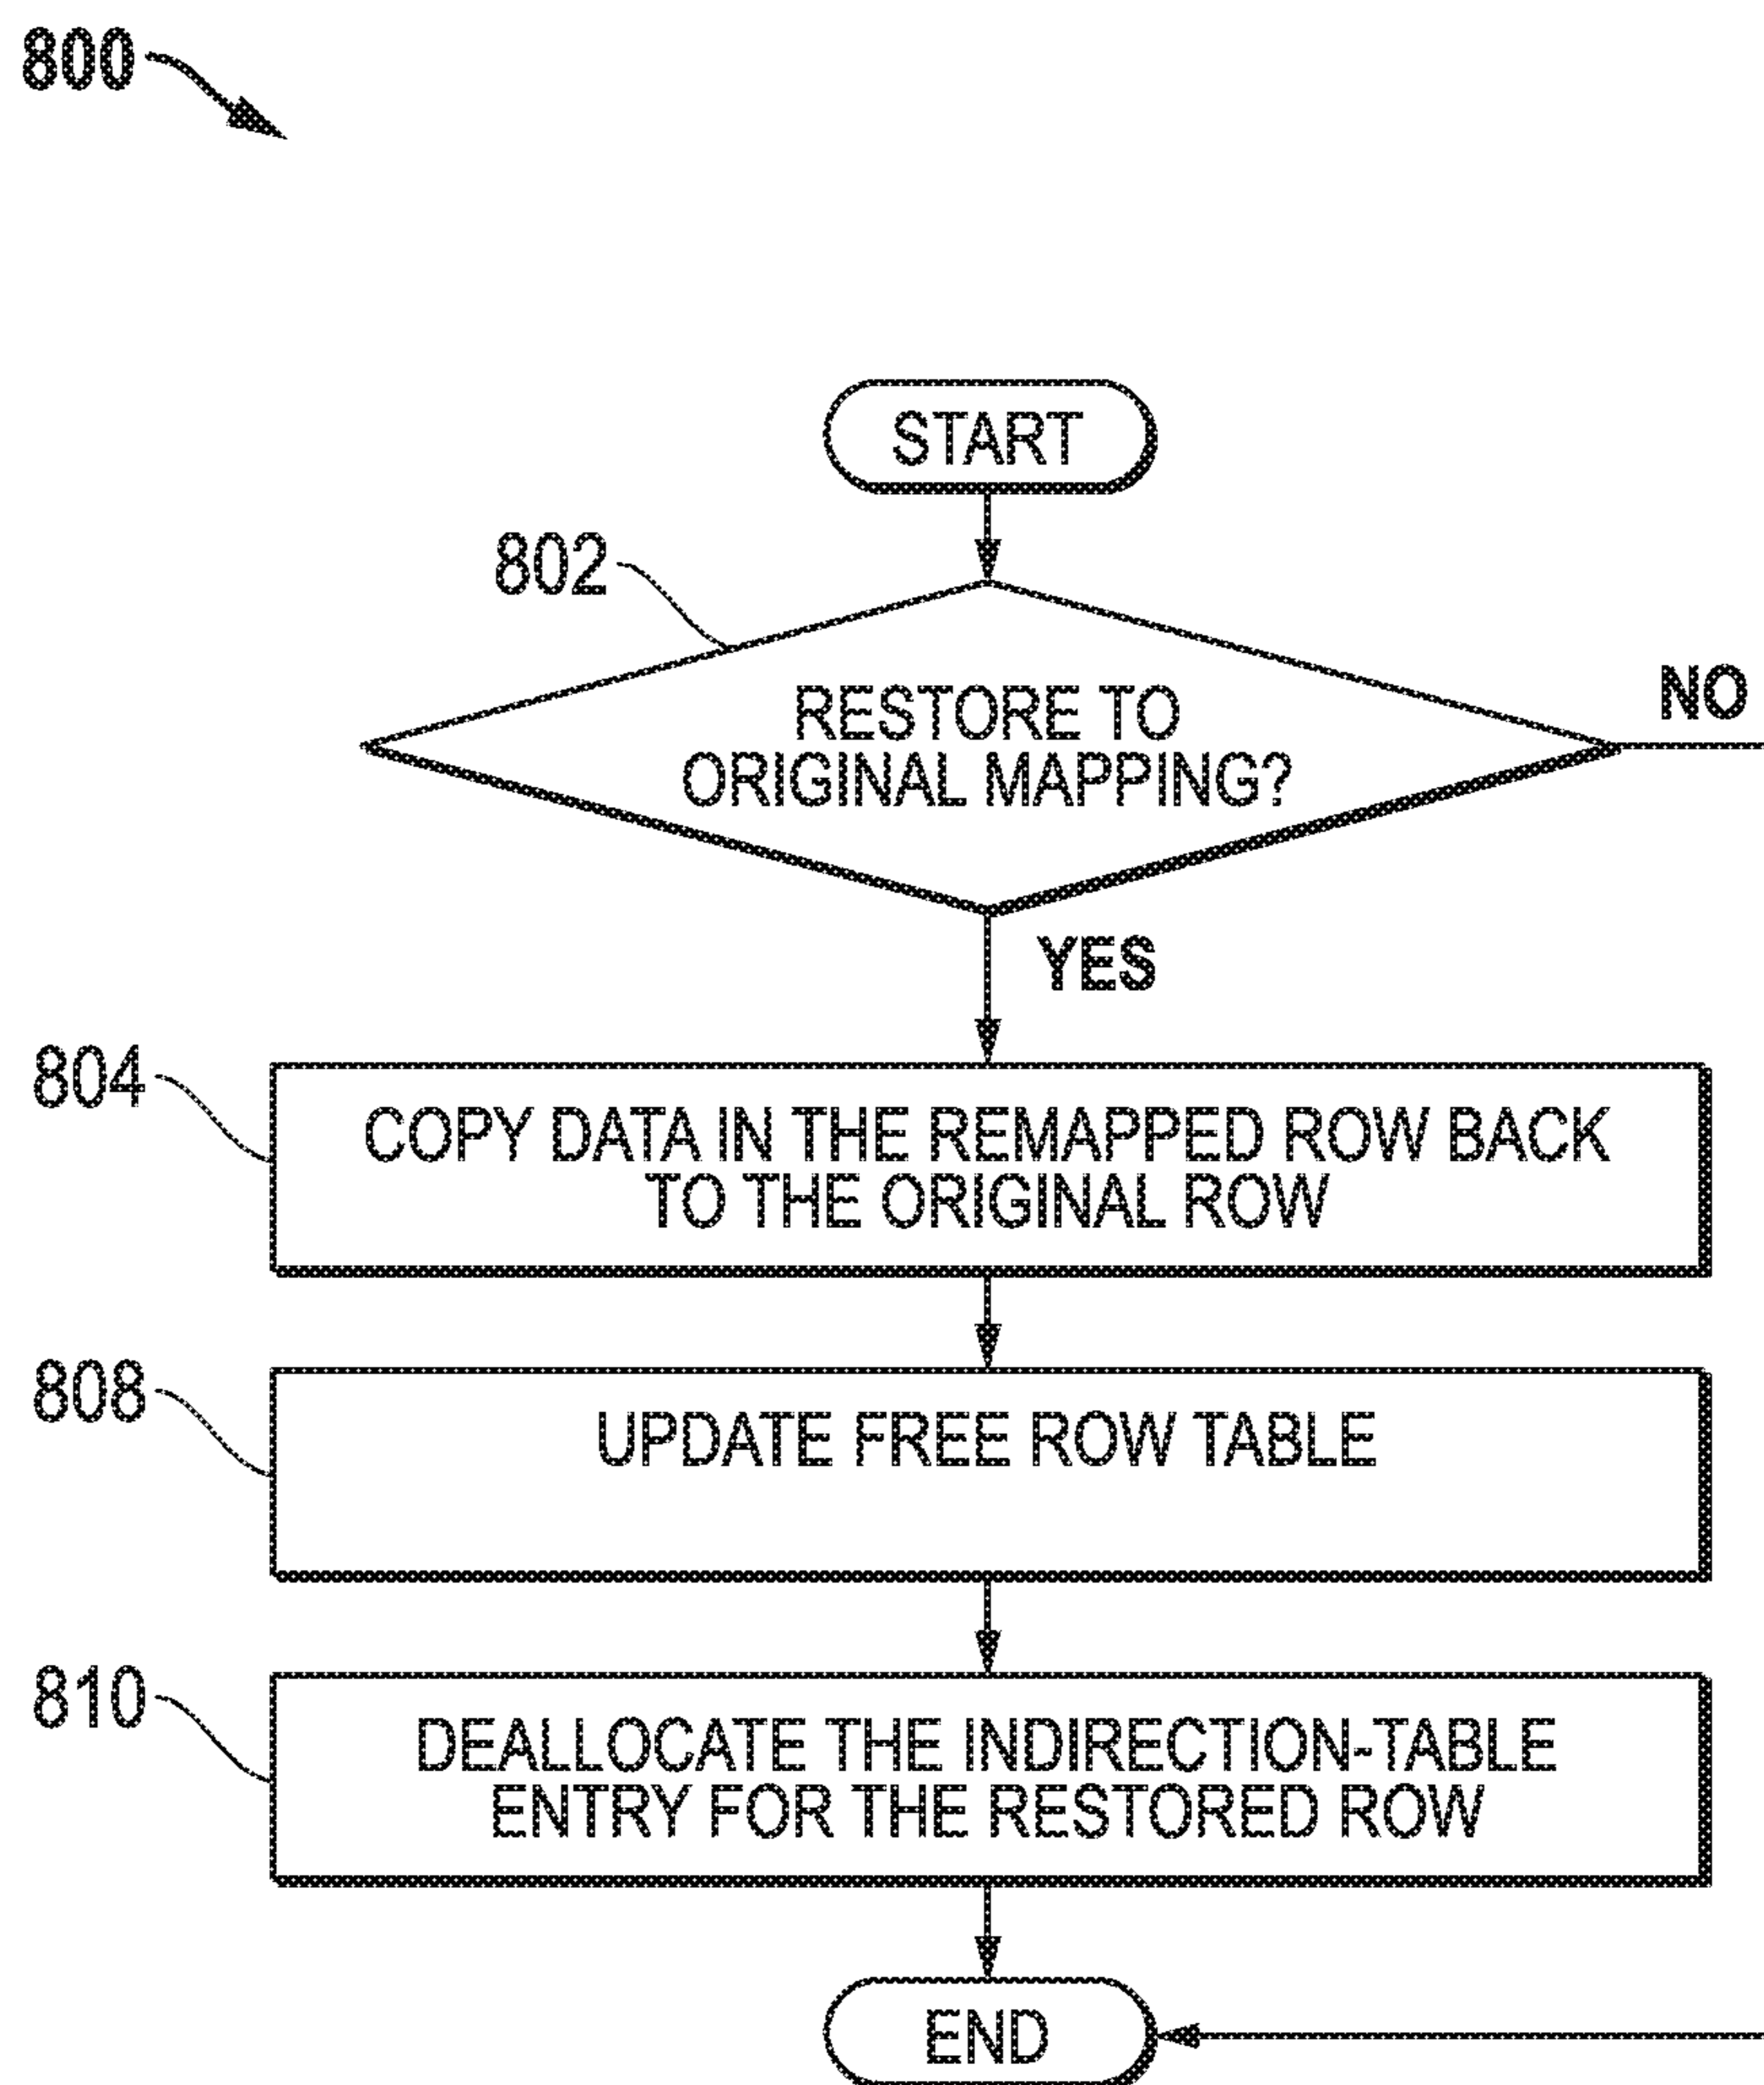 800
START
802
RESTORE TO
ORIGINAL MAPPING?
NO
YES
804
COPY DATA IN THE REMAPPED ROW BACK
TO THE ORIGINAL ROW
808
UPDATE FREE ROW TABLE
810
DEALLOCATE THE INDIRECTION-TABLE
ENTRY FOR THE RESTORED ROW
END